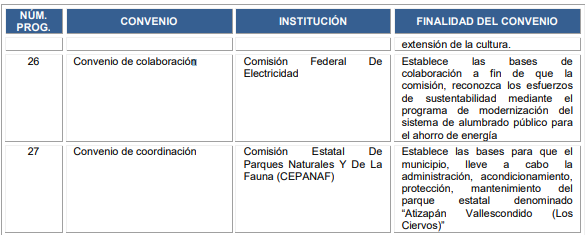 NÚM. PROG. CONVENIO INSTITUCIÓN FINALIDAD DEL CONVENIO
extensión de la cultura.
26 Convenio de colaboración Comisión Federal De Establece las bases de
Electricidad colaboración a fin de que la
comisión, reconozca los esfuerzos
de sustentabilidad mediante el
programa de modernización del
sistema de alumbrado público para
el ahorro de energía
27 Convenio de coordinación Comisión Estatal De Establece las bases para que el
Parques Naturales Y De La municipio, lleve a cabo la
Fauna (CEPANAF) administración, acondicionamiento,
protección, mantenimiento del
parque estatal denominado
“Atizapán Vallescondido (Los
Ciervos)”